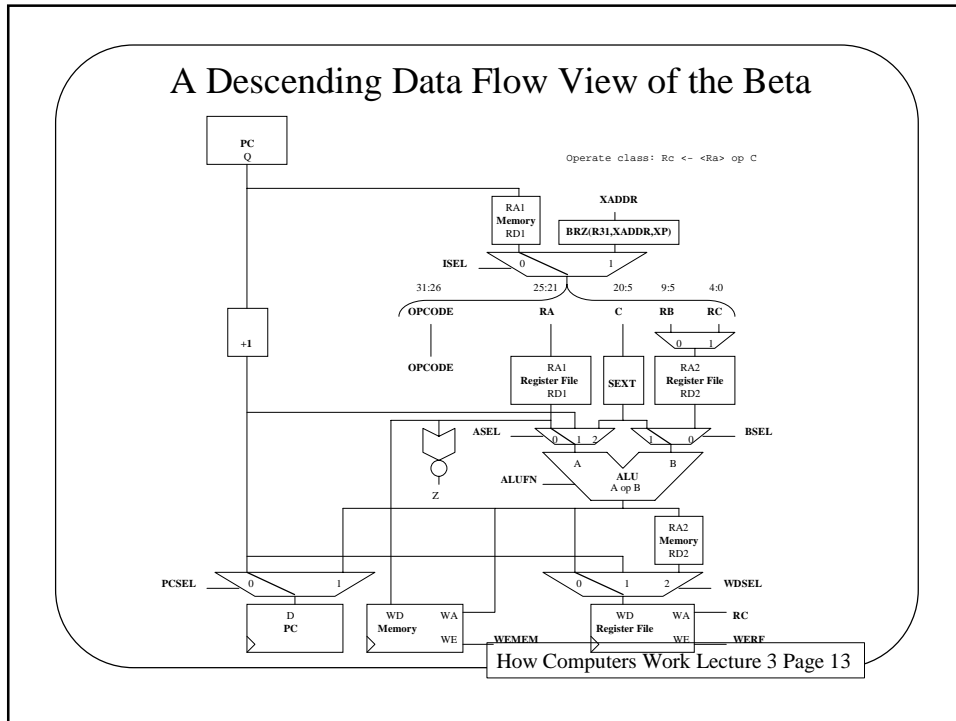 A Descending Data Flow View of the Beta
PC
Q
Operate class: Rc <- <Ra> op C
XADDR
RA1
Memory
RD1
BRZ(R31,XADDR,XP)
ISEL
0
1
31:26
25:21
20:5
9:5
4:0
OPCODE
RA
C
RB
RC
+1
0
1
OPCODE
RA1
Register File
RD1
SEXT
RA2
Register File
RD2
ASEL
0
1
2
1
0
BSEL
A
B
ALUFN
ALU
A op B
Z
RA2
Memory
RD2
PCSEL
0
1
0
1
2
WDSEL
D
PC
WD
WA
Memory
WE
WEMEM
WD
WA
RC
Register File
WE
WERF
How Computers Work Lecture 3 Page 13